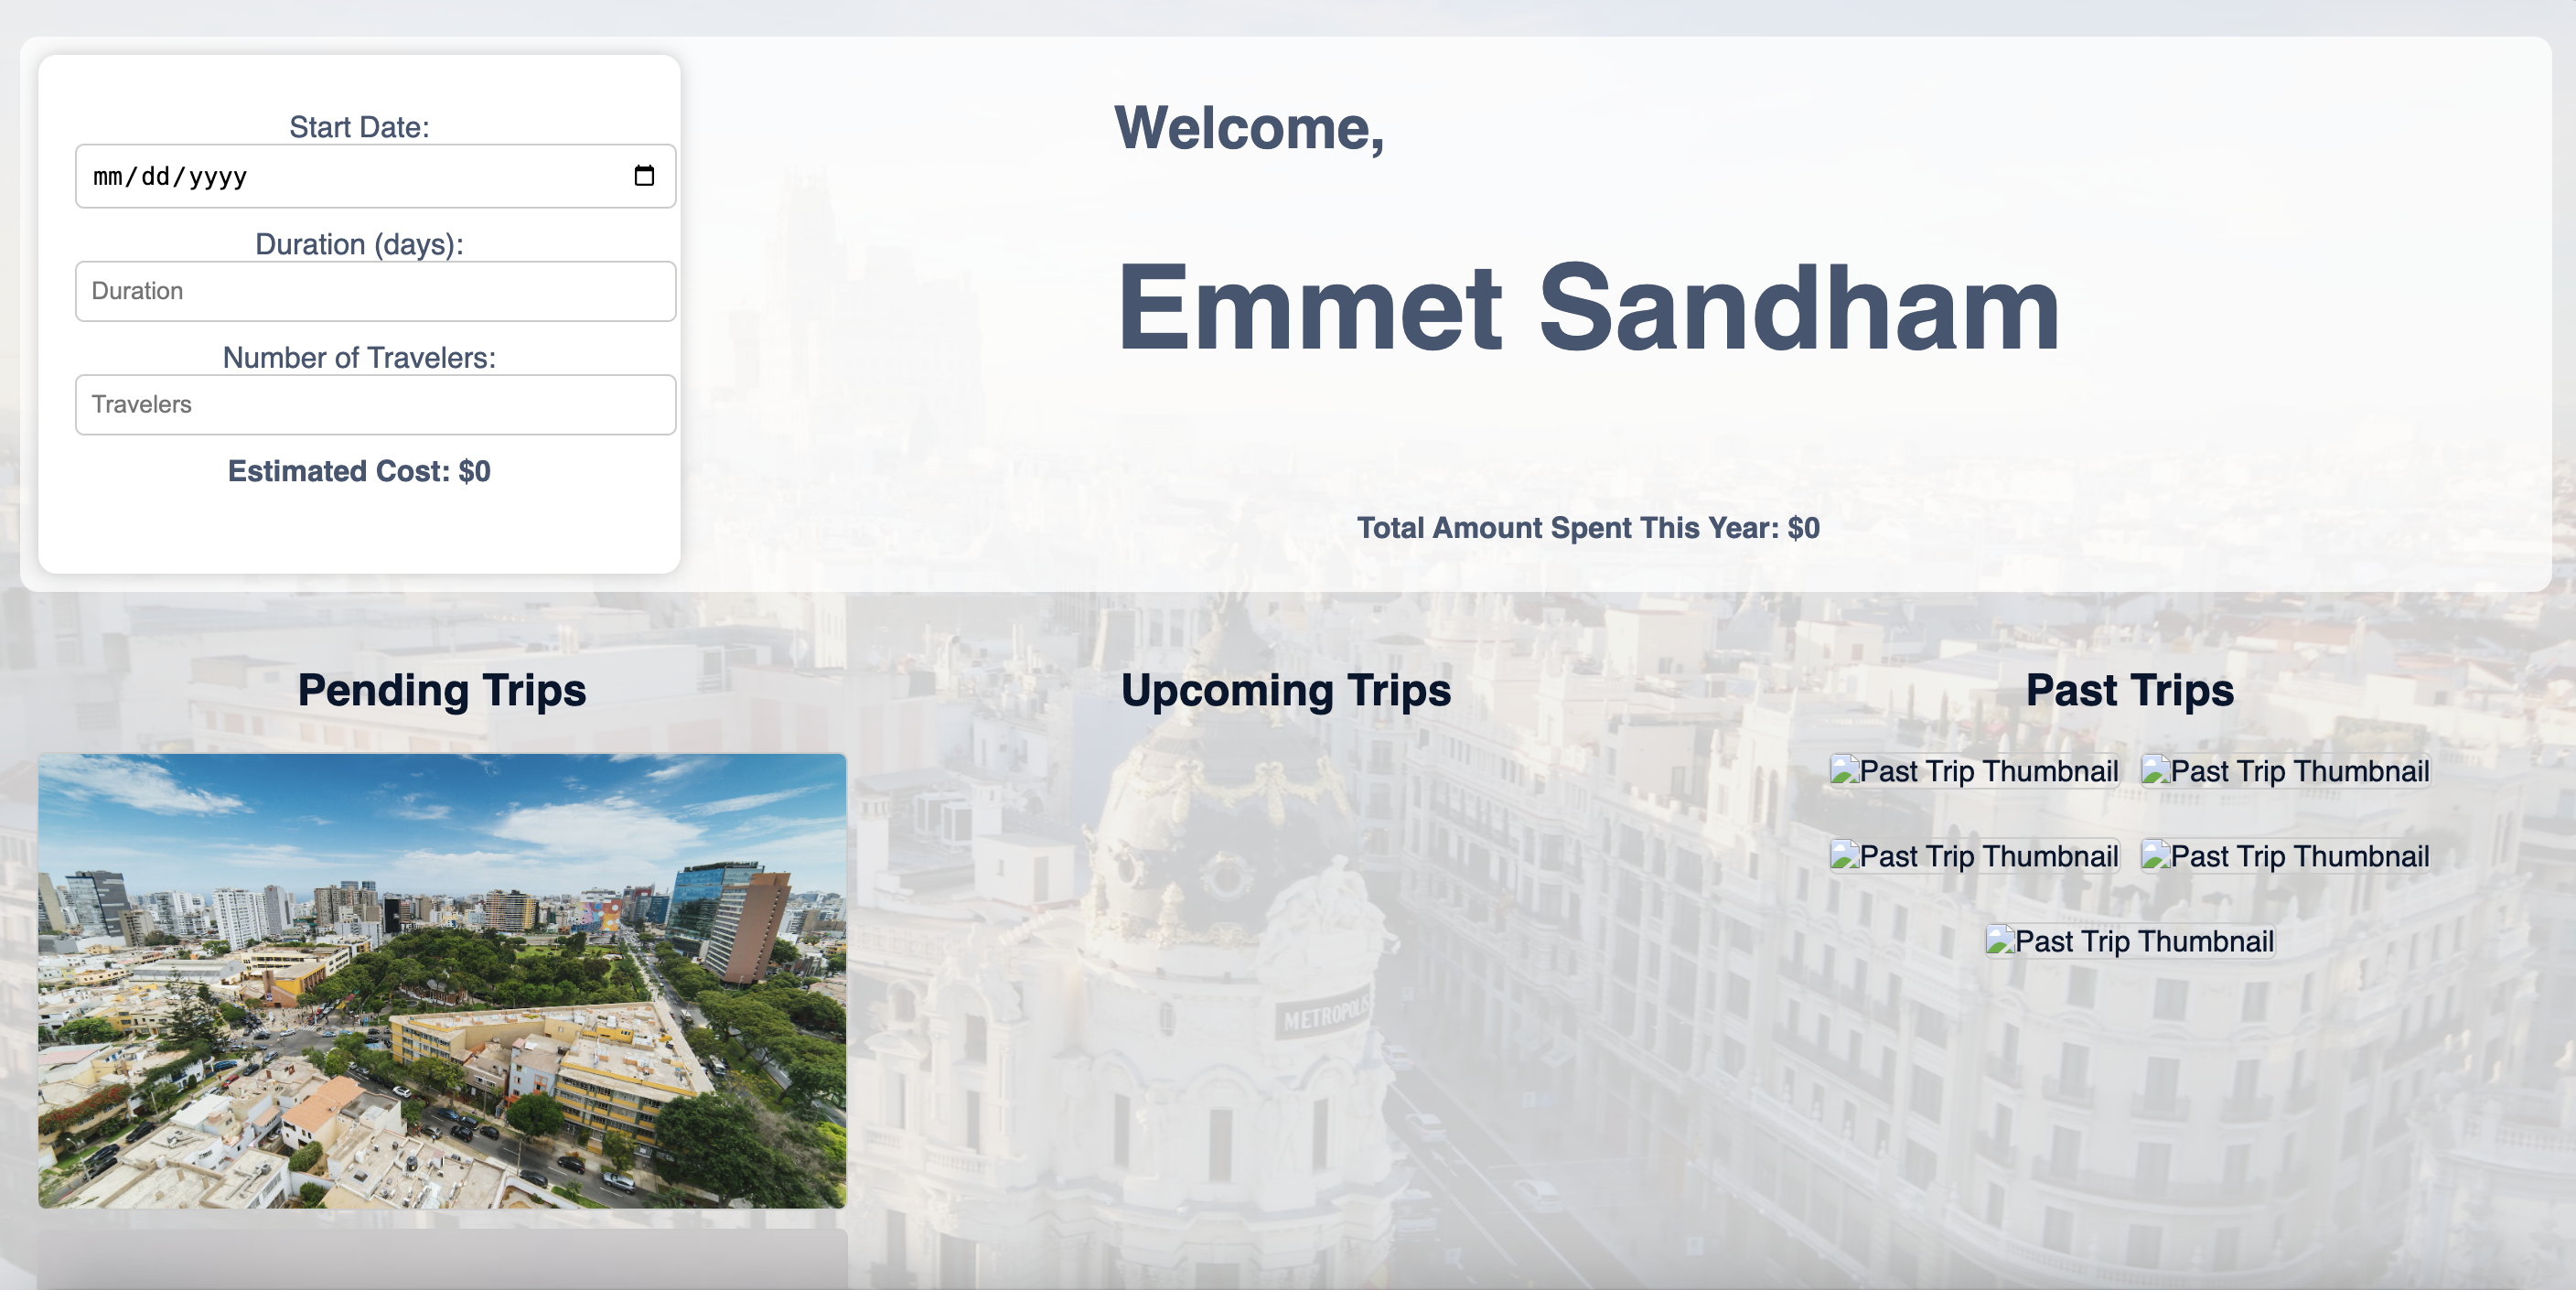 Start Date:
mm/dd/yyyy
Duration (days):
Duration
Number of Travelers:
Travelers
Estimated Cost: $0
Welcome,
Emmet Sandham
Total Amount Spent This Year: $0
Pending Trips
Upcoming Trips
Past Trips
Past Trip Thumbnail
Past Trip Thumbnail
Past Trip Thumbnail
Past Trip Thumbnail
Past Trip Thumbnail
METROPOLIS